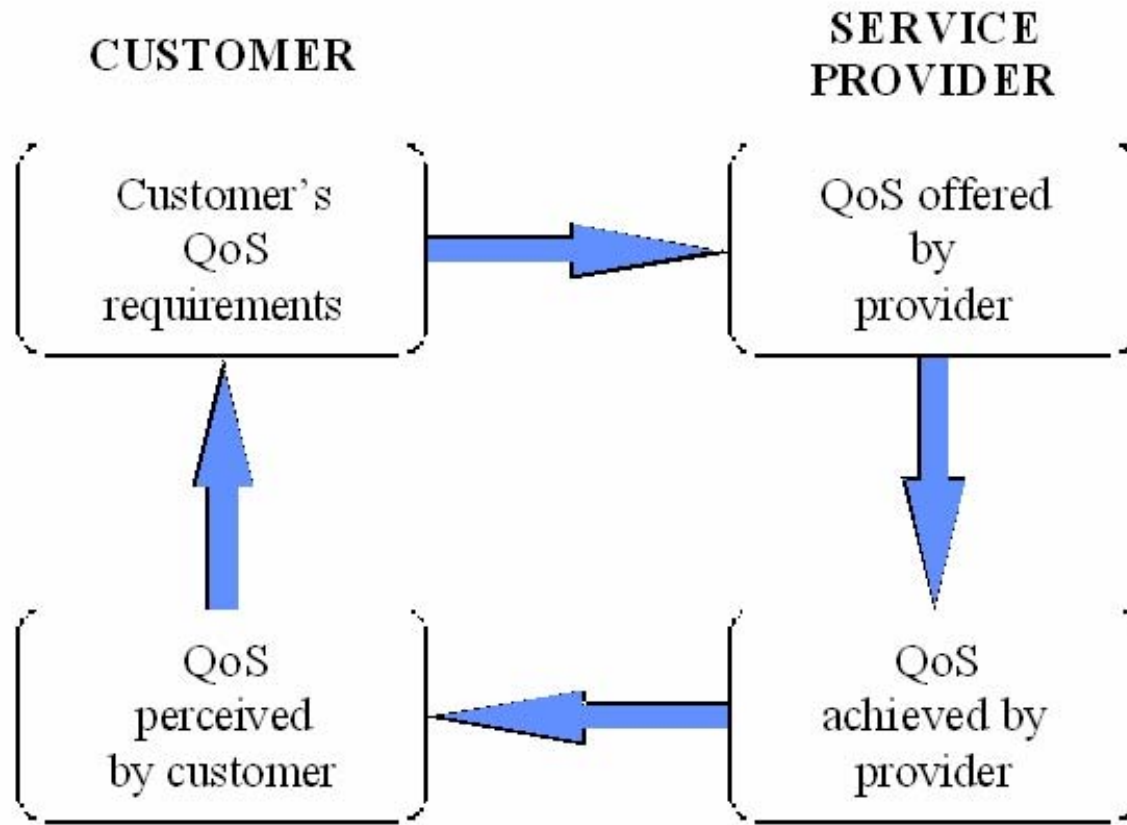 CUSTOMER
SERVICE
PROVIDER
Customer’s
QoS
requirements
QoS offered
by
provider
QoS
perceived
by customer
QoS
achieved by
provider